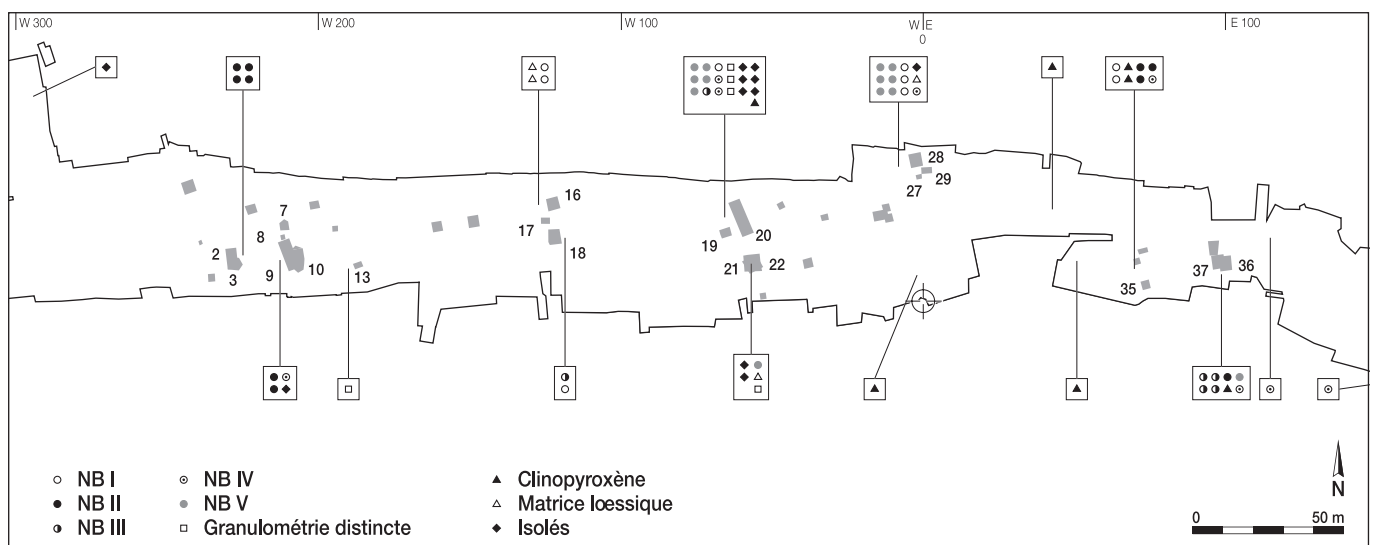 W 300
W 200
W 100
W E
0
E 100
28
29
27
7
16
8
17
19
20
2
18
10
21
22
37
36
3
9
13
35
NB I
NB IV
Clinopyroxène
NB II
NB V
Matrice lœssique
NB III
Granulométrie distincte
Isolés
N
0
50 m